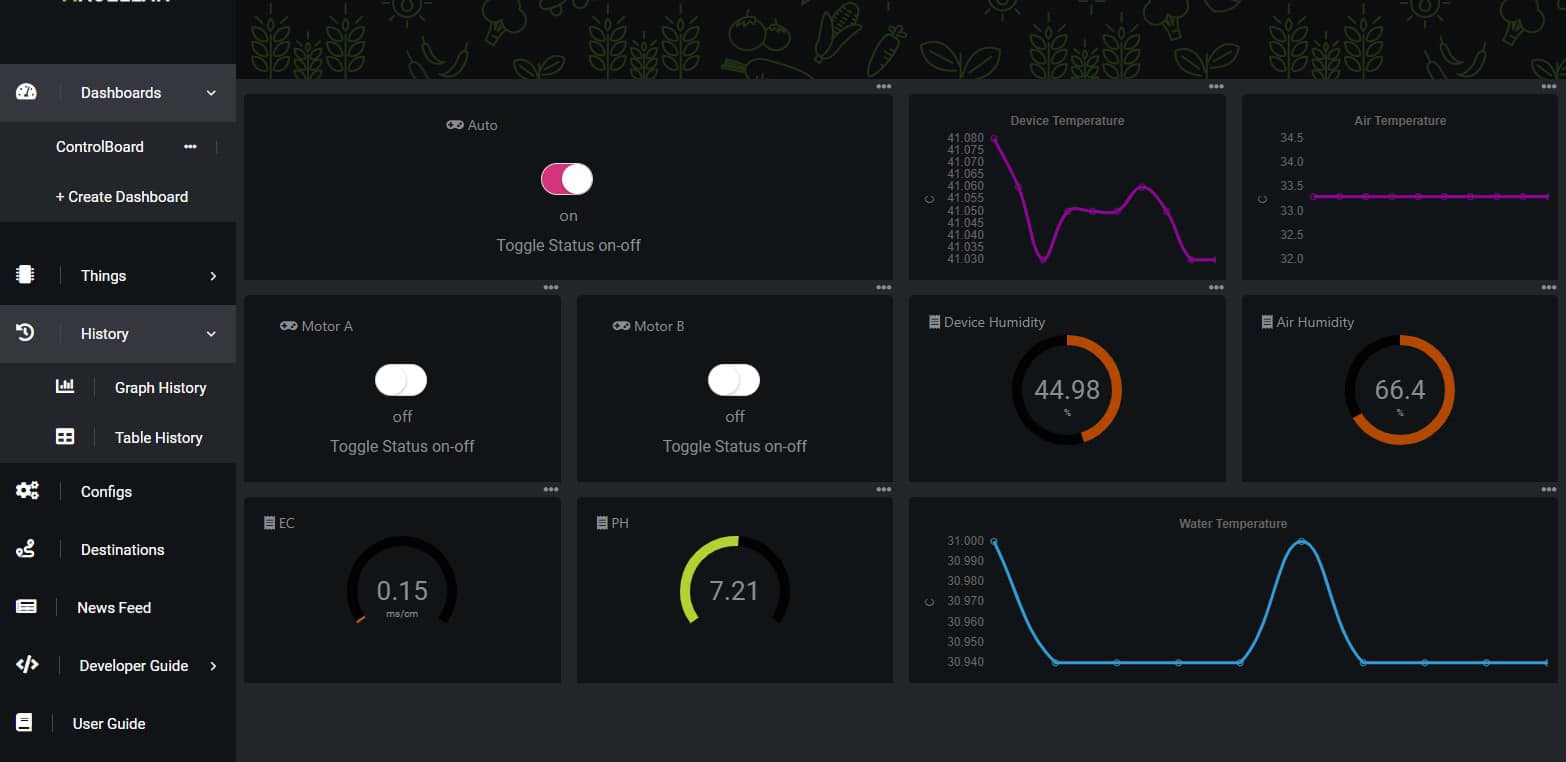 Dashboards
ControlBoard
+ Create Dashboard
Things
History
Graph History
Table History
Configs
Destinations
News Feed
Developer Guide
User Guide
Auto
on
Toggle Status on-off
Device Temperature
41.080
41.075
41.070
41.065
41.060
41.055
41.050
41.045
41.040
41.035
41.030
C
Air Temperature
34.5
34.0
33.5
33.0
32.5
32.0
C
Motor A
off
Toggle Status on-off
Motor B
off
Toggle Status on-off
Device Humidity
44.98
%
Air Humidity
66.4
%
EC
0.15
ms/cm
PH
7.21
Water Temperature
31.000
30.990
30.980
30.970
30.960
30.950
30.940
C